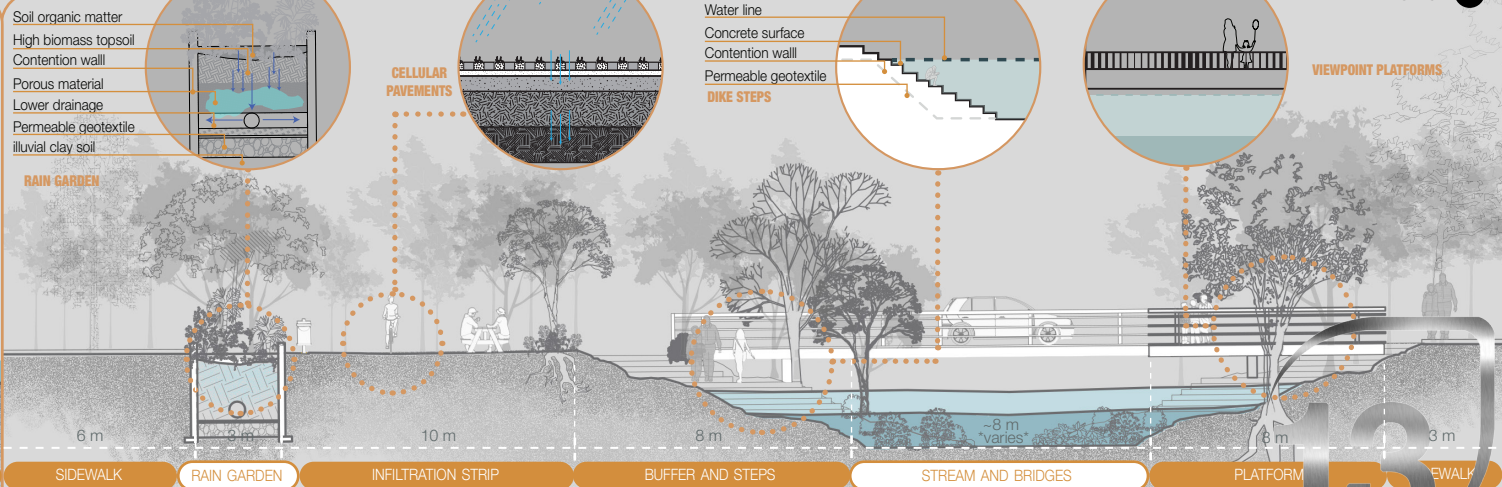 Soil organic matter
High biomass topsoil
Contention walll
Porous material
Lower drainage
Permeable geotextile
illuvial clay soil
RAIN GARDEN
CELLULAR
PAVEMENTS
Water line
Concrete surface
Contention walll
Permeable geotextile
DIKE STEPS
VIEWPOINT PLATFORMS
6 m
3 m
10 m
8 m
~8 m
*varies*
8 m
3 m
SIDEWALK
RAIN GARDEN
INFILTRATION STRIP
BUFFER AND STEPS
STREAM AND BRIDGES
PLATFORM
EWALK
13